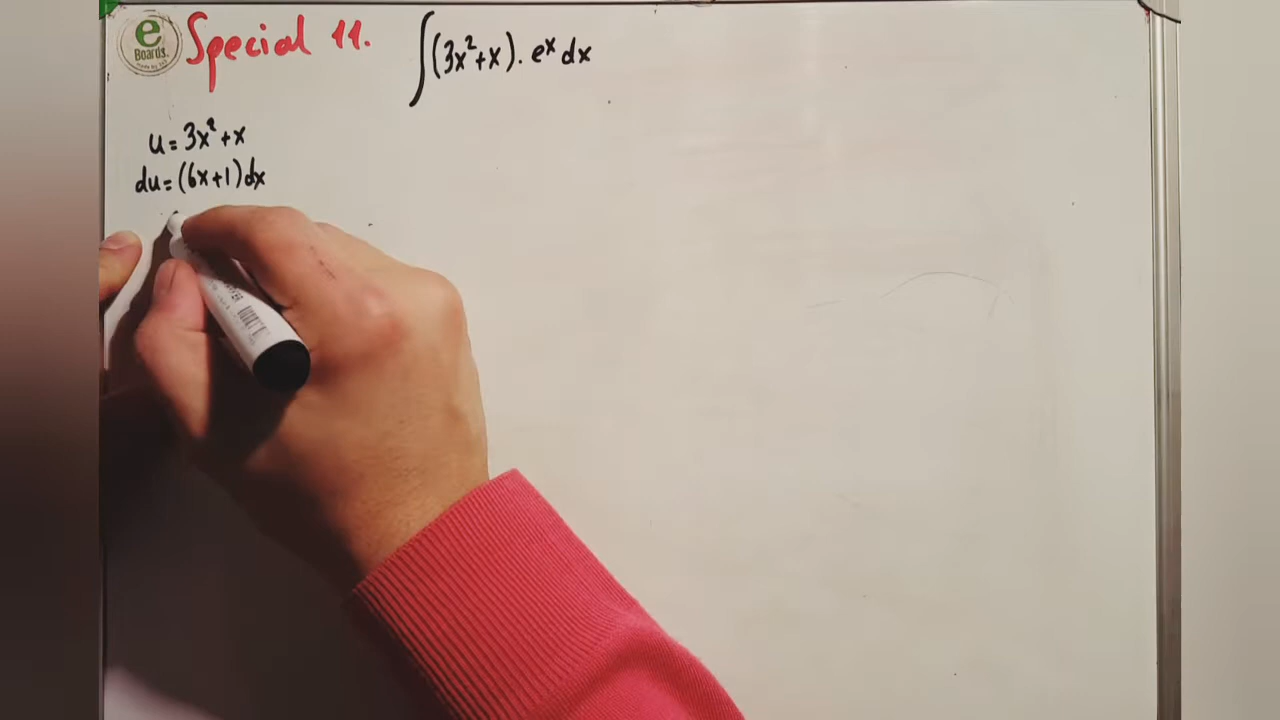 e
Boards
Special 11. ∫(3x²+x). eˣ dx
u = 3x²+x
du = (6x+1)dx